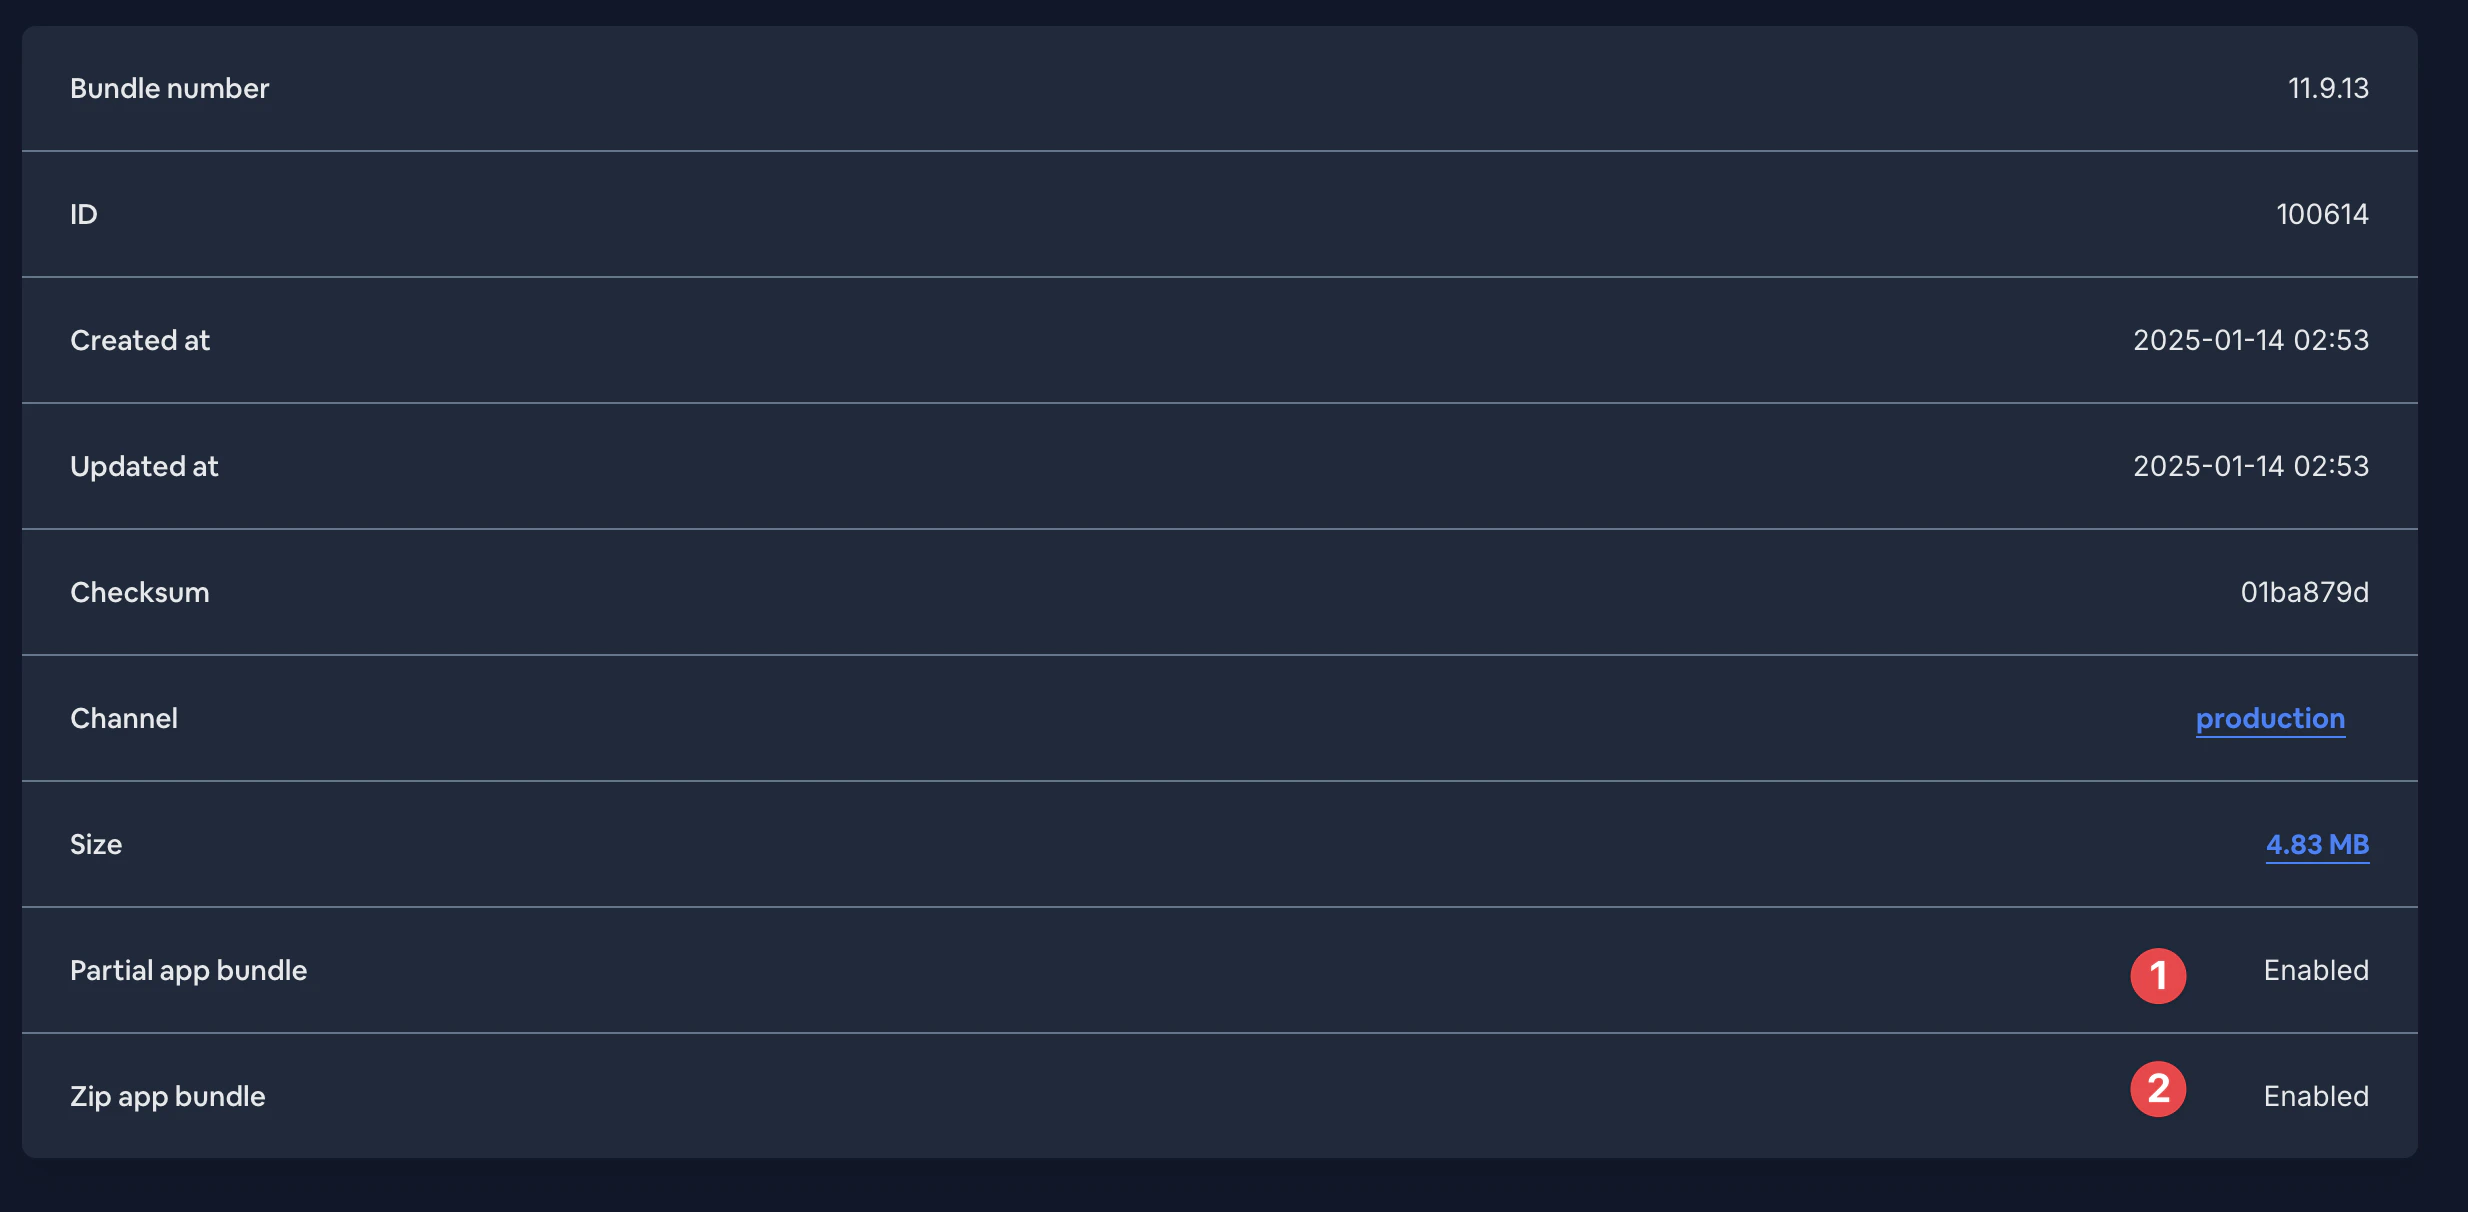 Bundle number 11.9.13
ID 100614
Created at 2025-01-14 02:53
Updated at 2025-01-14 02:53
Checksum 01ba879d
Channel production
Size 4.83 MB
Partial app bundle 1 Enabled
Zip app bundle 2 Enabled